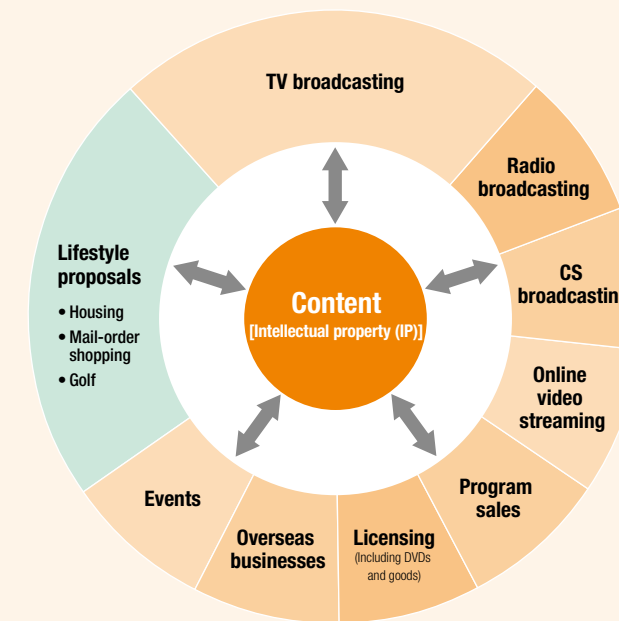 TV broadcasting
Radio
broadcasting
CS
broadcastin
Online
video
streaming
Program
sales
Licensing
(Including DVDs
and goods)
Overseas
businesses
Events
Lifestyle
proposals
• Housing
• Mail-order
shopping
• Golf
Content
[Intellectual property (IP)]